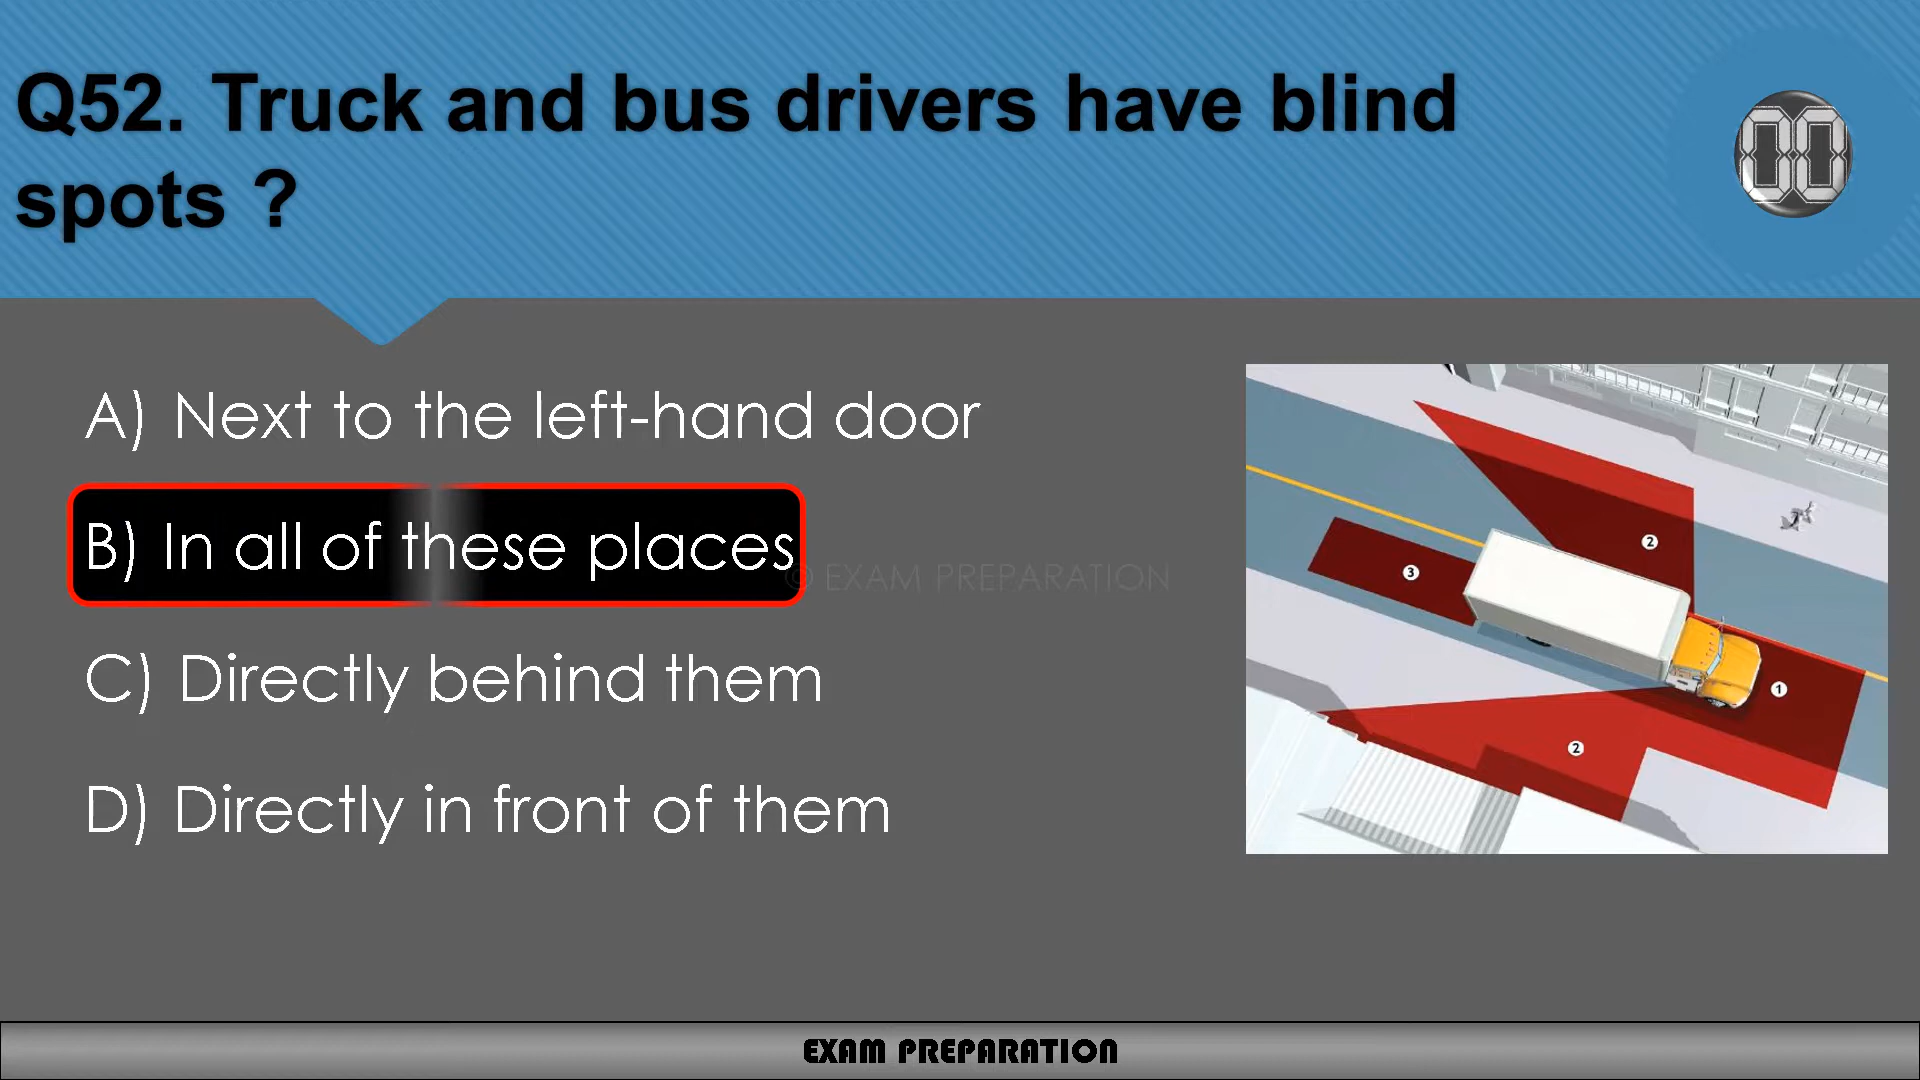 Q52. Truck and bus drivers have blind
spots ?
00
A) Next to the left-hand door
B) In all of these places
© EXAM PREPARATION
C) Directly behind them
D) Directly in front of them
2
3
1
2
EXAM PREPARATION